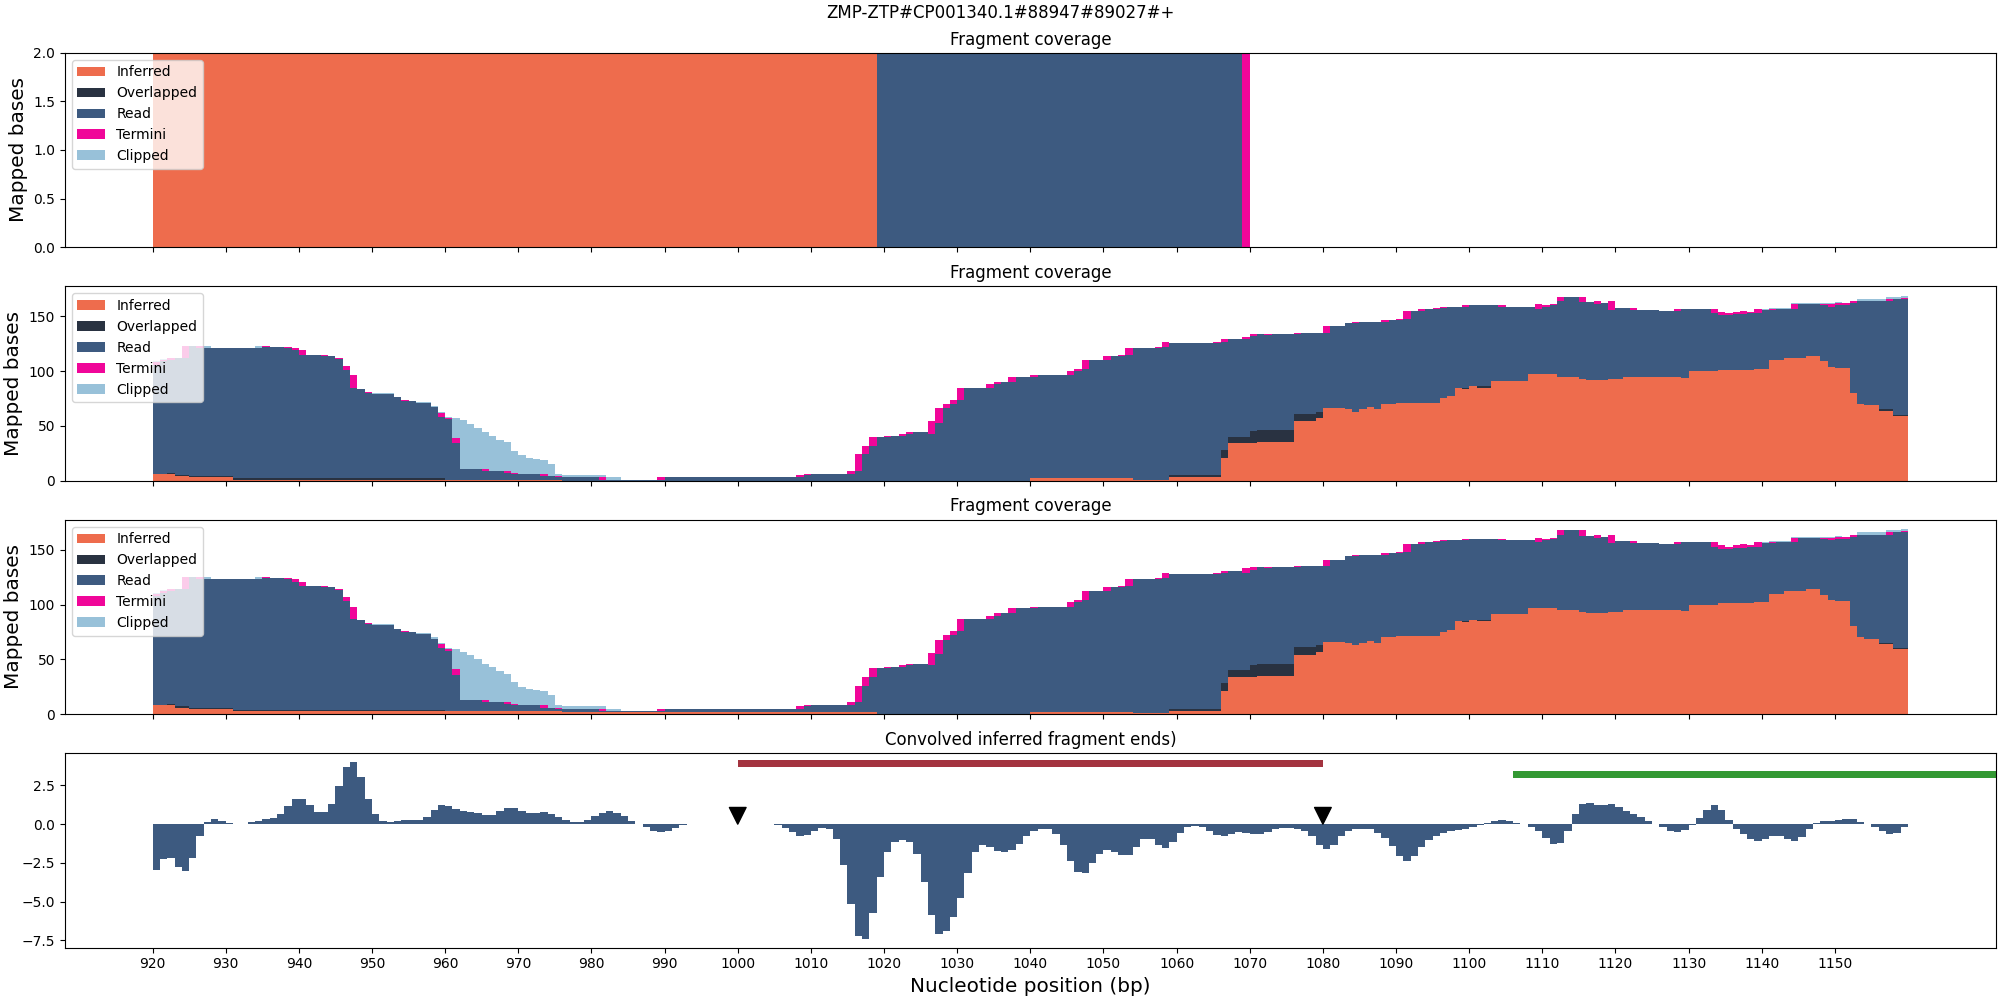 ZMP-ZTP#CP001340.1#88947#89027#+
Fragment coverage
Mapped bases
2.0
1.5
1.0
0.5
0.0
Inferred
Overlapped
Read
Termini
Clipped
Fragment coverage
Mapped bases
150
100
50
0
Inferred
Overlapped
Read
Termini
Clipped
Fragment coverage
Mapped bases
150
100
50
0
Inferred
Overlapped
Read
Termini
Clipped
Convolved inferred fragment ends)
2.5
0.0
−2.5
−5.0
−7.5
920 930 940 950 960 970 980 990 1000 1010 1020 1030 1040 1050 1060 1070 1080 1090 1100 1110 1120 1130 1140 1150
Nucleotide position (bp)